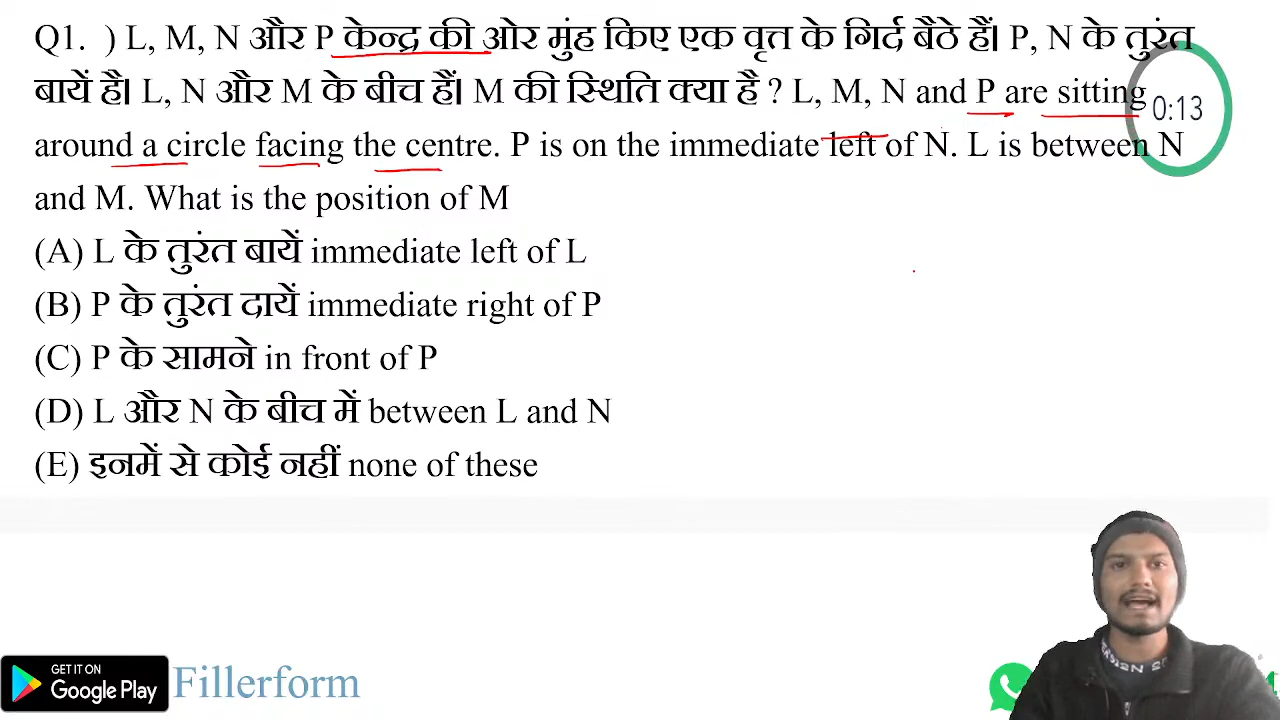 Q1. ) L, M, N और P केन्द्र की ओर मुंह किए एक वृत्त के गिर्द बैठे हैं। P, N के तुरंत
बायें है। L, N और M के बीच हैं। M की स्थिति क्या है ? L, M, N and P are sitting
0:13
around a circle facing the centre. P is on the immediate left of N. L is between N
and M. What is the position of M
(A) L के तुरंत बायें immediate left of L
(B) P के तुरंत दायें immediate right of P
(C) P के सामने in front of P
(D) L और N के बीच में between L and N
(E) इनमें से कोई नहीं none of these
GET IT ON
Google Play
Fillerform